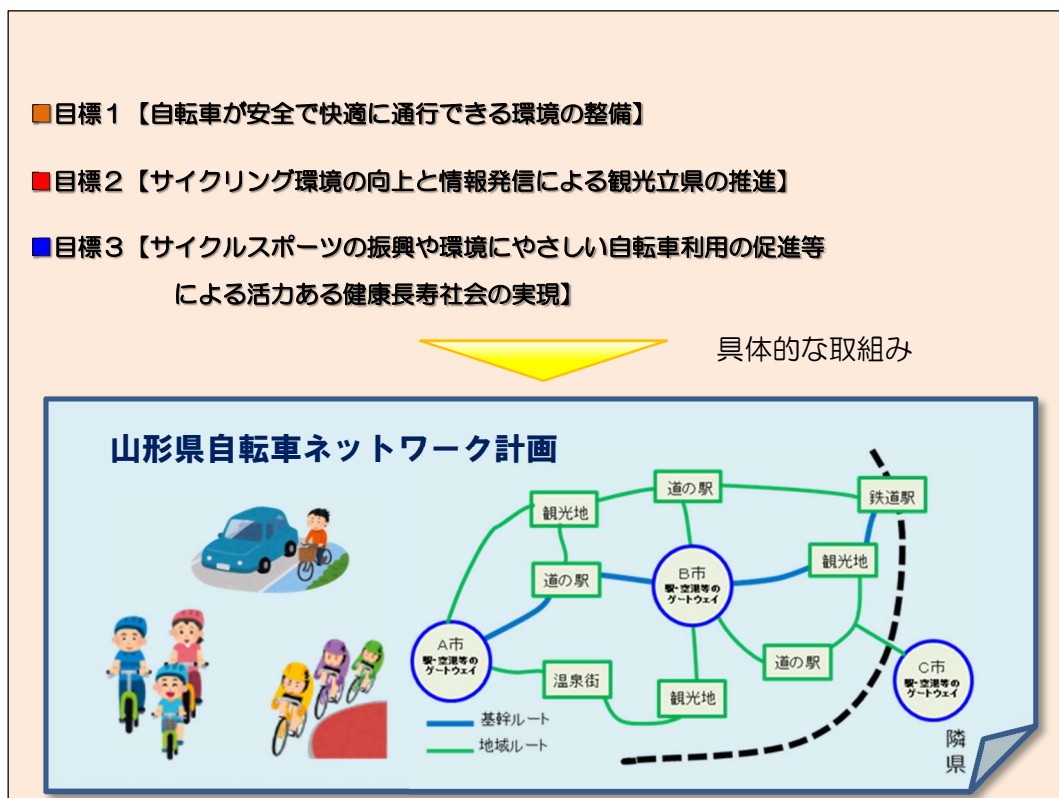 ■目標1【自転車が安全で快適に通行できる環境の整備】
■目標2【サイクリング環境の向上と情報発信による観光立県の推進】
■目標3【サイクルスポーツの振興や環境にやさしい自転車利用の促進等
による活力ある健康長寿社会の実現】
具体的な取組み
山形県自転車ネットワーク計画
道の駅
鉄道駅
観光地
道の駅
観光地
B市
駅・空港等の
ゲートウェイ
A市
駅・空港等の
ゲートウェイ
温泉街
観光地
道の駅
C市
駅・空港等の
ゲートウェイ
基幹ルート
地域ルート
隣
県